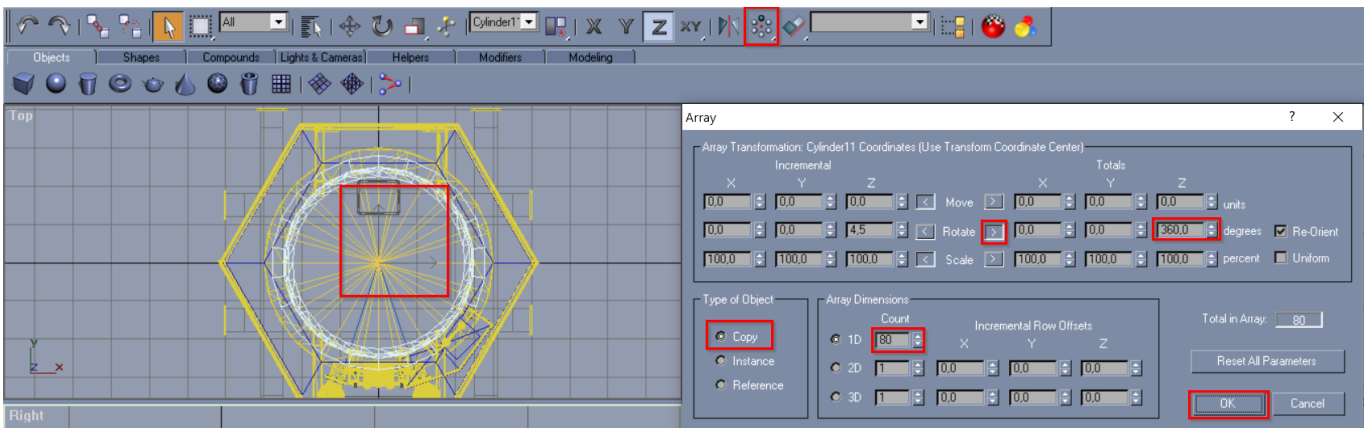 All
Cylinder1
X Y Z XY
Objects Shapes Compounds Lights & Cameras Helpers Modifiers Modeling
Top
Y
Z X
Right
Array ? X
Array Transformation: Cylinder11 Coordinates (Use Transform Coordinate Center)
Incremental Totals
X Y Z X Y Z
0,0 0,0 0,0 < Move > 0,0 0,0 0,0 units
0,0 0,0 4,5 < Rotate > 0,0 0,0 360,0 degrees Re-Orient
100,0 100,0 100,0 < Scale > 100,0 100,0 100,0 percent Uniform
Type of Object
Copy
Instance
Reference
Array Dimensions
Count Incremental Row Offsets
X Y Z
1D 80
2D 1 0,0 0,0 0,0
3D 1 0,0 0,0 0,0
Total in Array: 80
Reset All Parameters
OK Cancel